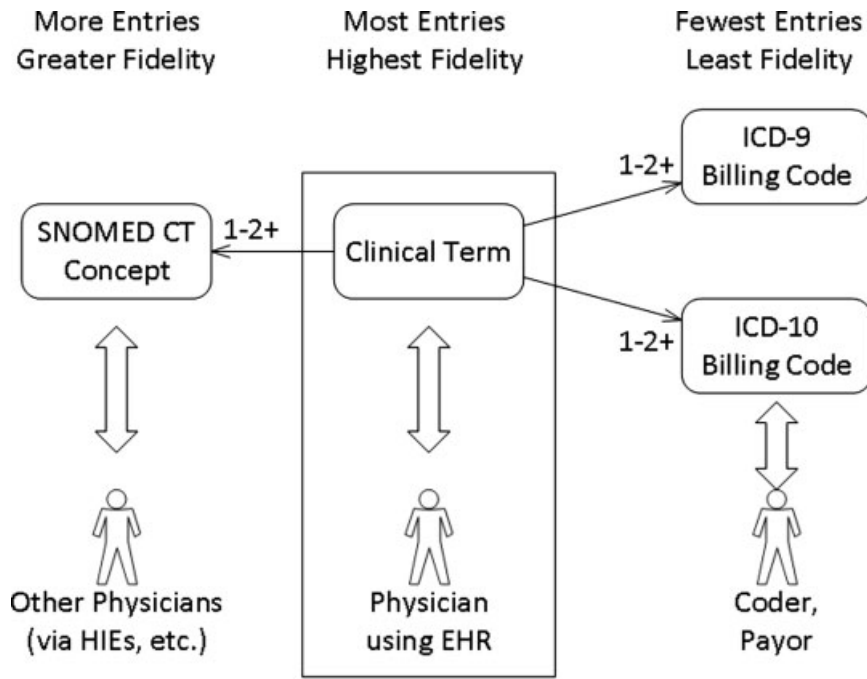 More Entries
Greater Fidelity
Most Entries
Highest Fidelity
Fewest Entries
Least Fidelity
SNOMED CT
Concept
1-2+
Clinical Term
1-2+
ICD-9
Billing Code
1-2+
ICD-10
Billing Code
Other Physicians
(via HIEs, etc.)
Physician
using EHR
Coder,
Payor